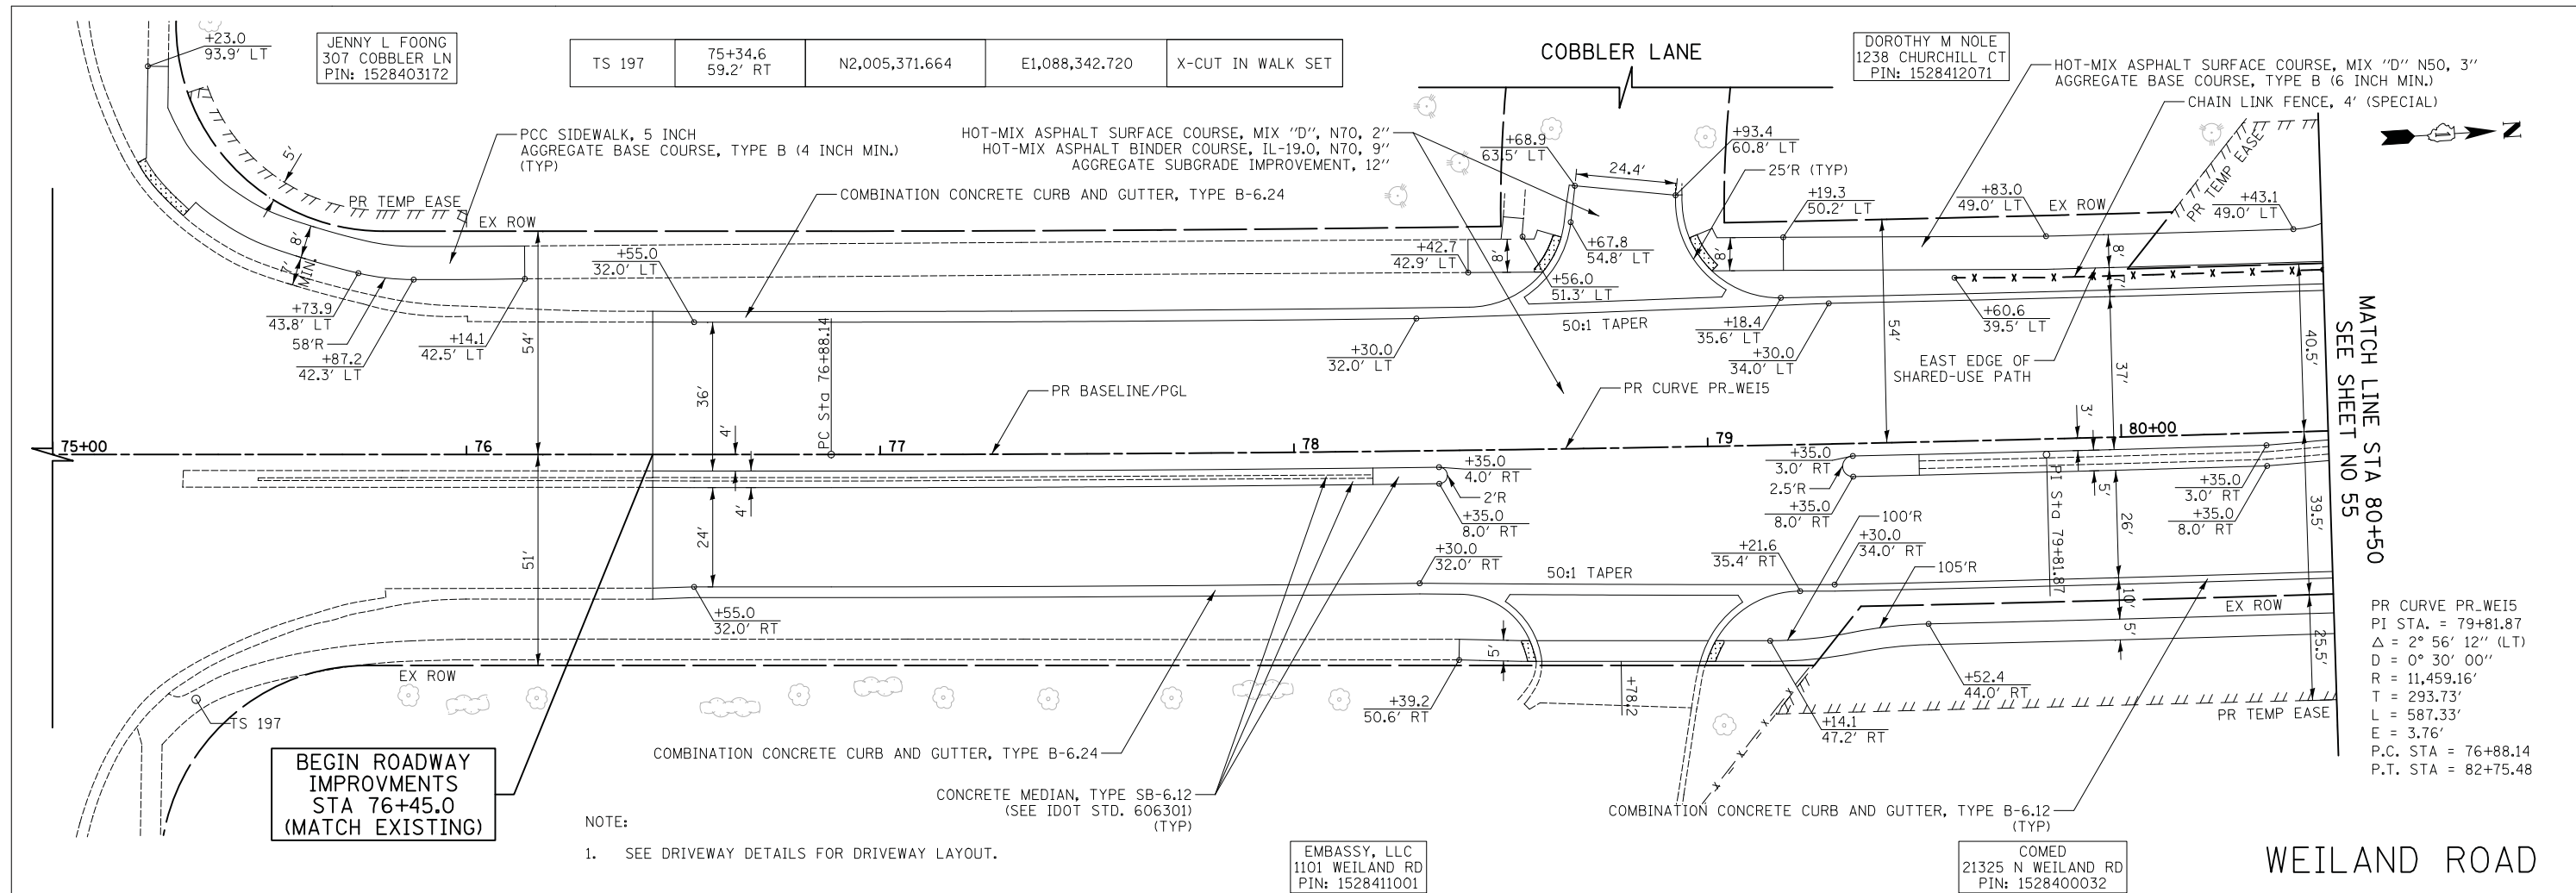 +23.0
93.9' LT
JENNY L FOONG
307 COBBLER LN
PIN: 1528403172
TS 197
75+34.6
59.2' RT
N2,005,371.664
E1,088,342.720
X-CUT IN WALK SET
COBBLER LANE
DOROTHY M NOLE
1238 CHURCHILL CT
PIN: 1528412071
HOT-MIX ASPHALT SURFACE COURSE, MIX "D" N50, 3"
AGGREGATE BASE COURSE, TYPE B (6 INCH MIN.)
CHAIN LINK FENCE, 4' (SPECIAL)
N
PCC SIDEWALK, 5 INCH
AGGREGATE BASE COURSE, TYPE B (4 INCH MIN.)
(TYP)
HOT-MIX ASPHALT SURFACE COURSE, MIX "D", N70, 2"
HOT-MIX ASPHALT BINDER COURSE, IL-19.0, N70, 9"
AGGREGATE SUBGRADE IMPROVEMENT, 12"
+68.9
63.5' LT
24.4'
+93.4
60.8' LT
25'R (TYP)
5'
PR TEMP EASE
EX ROW
COMBINATION CONCRETE CURB AND GUTTER, TYPE B-6.24
+19.3
50.2' LT
+83.0
49.0' LT
EX ROW
PR TEMP EASE
+43.1
49.0' LT
8'
7'
MIN.
+73.9
43.8' LT
58'R
+87.2
42.3' LT
+14.1
42.5' LT
54'
+55.0
32.0' LT
+42.7
42.9' LT
8'
+67.8
54.8' LT
+56.0
51.3' LT
8'
8'
7'
+60.6
39.5' LT
50:1 TAPER
+18.4
35.6' LT
+30.0
32.0' LT
+30.0
34.0' LT
54'
EAST EDGE OF
SHARED-USE PATH
37'
40.5'
MATCH LINE STA 80+50
SEE SHEET NO 55
36'
PC Sta 76+88.14
PR BASELINE/PGL
PR CURVE PR_WEI5
3'
75+00
76
4'
77
78
79
80+00
+35.0
4.0' RT
2'R
+35.0
8.0' RT
+35.0
3.0' RT
2.5'R
+35.0
8.0' RT
PI Sta 79+81.87
5'
+35.0
3.0' RT
+35.0
8.0' RT
4'
24'
51'
26'
39.5'
+30.0
32.0' RT
50:1 TAPER
+21.6
35.4' RT
100'R
+30.0
34.0' RT
105'R
10'
EX ROW
5'
25.5'
+55.0
32.0' RT
EX ROW
5'
+39.2
50.6' RT
+78.2
+52.4
44.0' RT
+14.1
47.2' RT
PR TEMP EASE
TS 197
PR CURVE PR_WEI5
PI STA. = 79+81.87
Δ = 2° 56' 12" (LT)
D = 0° 30' 00"
R = 11,459.16'
T = 293.73'
L = 587.33'
E = 3.76'
P.C. STA = 76+88.14
P.T. STA = 82+75.48
BEGIN ROADWAY
IMPROVMENTS
STA 76+45.0
(MATCH EXISTING)
COMBINATION CONCRETE CURB AND GUTTER, TYPE B-6.24
CONCRETE MEDIAN, TYPE SB-6.12
(SEE IDOT STD. 606301)
(TYP)
COMBINATION CONCRETE CURB AND GUTTER, TYPE B-6.12
(TYP)
NOTE:
1. SEE DRIVEWAY DETAILS FOR DRIVEWAY LAYOUT.
EMBASSY, LLC
1101 WEILAND RD
PIN: 1528411001
COMED
21325 N WEILAND RD
PIN: 1528400032
WEILAND ROAD